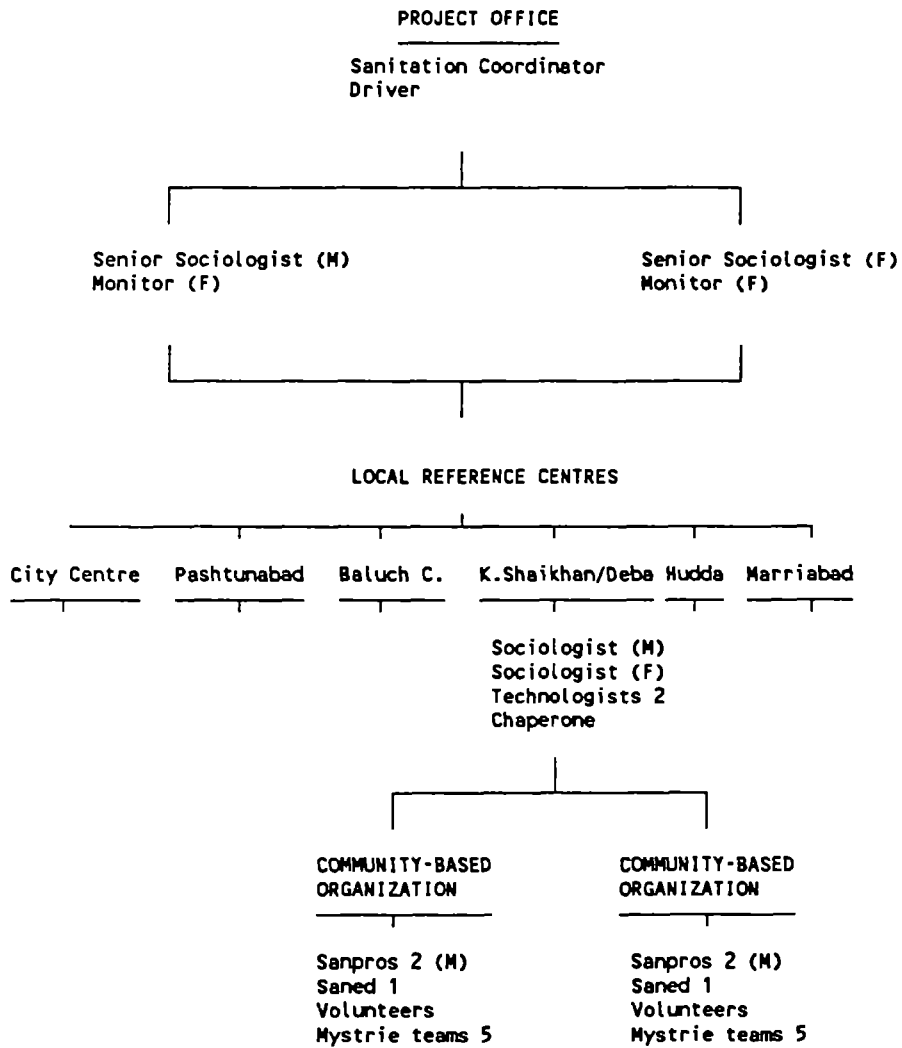 PROJECT OFFICE
Sanitation Coordinator
Driver
Senior Sociologist (M)
Monitor (F)
Senior Sociologist (F)
Monitor (F)
LOCAL REFERENCE CENTRES
City Centre Pashtunabad Baluch C. K.Shaikhan/Deba Hudda Marriabad
Sociologist (M)
Sociologist (F)
Technologists 2
Chaperone
COMMUNITY-BASED
ORGANIZATION
Sanpros 2 (M)
Saned 1
Volunteers
Mystrie teams 5
COMMUNITY-BASED
ORGANIZATION
Sanpros 2 (M)
Saned 1
Volunteers
Mystrie teams 5